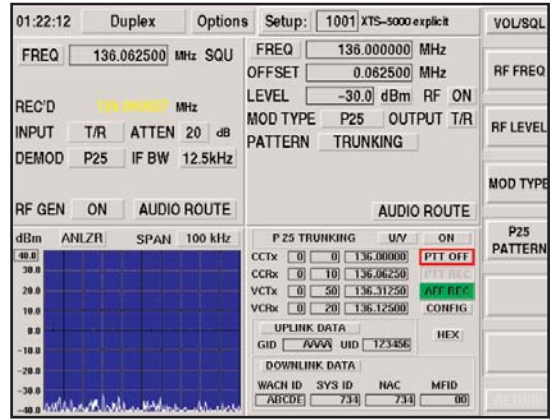 01:22:12 Duplex Options Setup: 1001 XTS-5000 explicit VOL/SQL
FREQ 136.062500 MHz SQU
REC'D MHz
INPUT T/R ATTEN 20 dB
DEMOD P25 IF BW 12.5kHz
RF GEN ON AUDIO ROUTE
FREQ 136.000000 MHz
OFFSET 0.062500 MHz
LEVEL -30.0 dBm RF ON
MOD TYPE P25 OUTPUT T/R
PATTERN TRUNKING
AUDIO ROUTE
RF FREQ
RF LEVEL
MOD TYPE
P25
PATTERN
RETURN
dBm ANLZR SPAN 100 kHz
40.0
30.0
20.0
10.0
0.0
-10.0
-20.0
-30.0
-40.0
P25 TRUNKING U/V ON
CCTx 0 0 136.00000 PTT OFF
CCRx 0 10 136.06250 PTT REC
VCTx 0 50 136.31250 AFF REC
VCRx 0 20 136.12500 CONFIG
UPLINK DATA
GID AAAA UID 123456 HEX
DOWNLINK DATA
WACN ID SYS ID NAC MFID
ABCDE 734 734 00